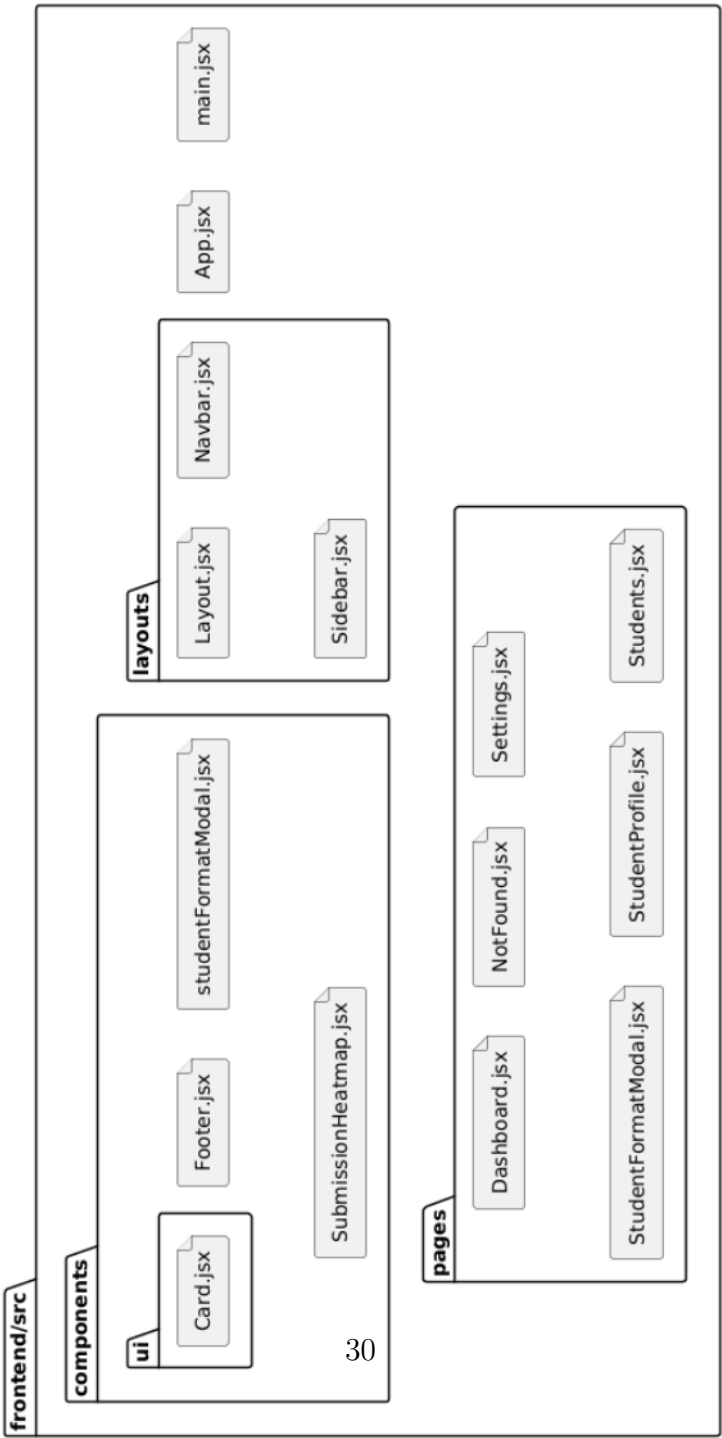 frontend/src
components
ui
Card.jsx
Footer.jsx
studentFormatModal.jsx
SubmissionHeatmap.jsx
layouts
Layout.jsx
Navbar.jsx
Sidebar.jsx
App.jsx
main.jsx
pages
Dashboard.jsx
NotFound.jsx
Settings.jsx
StudentFormatModal.jsx
StudentProfile.jsx
Students.jsx
30